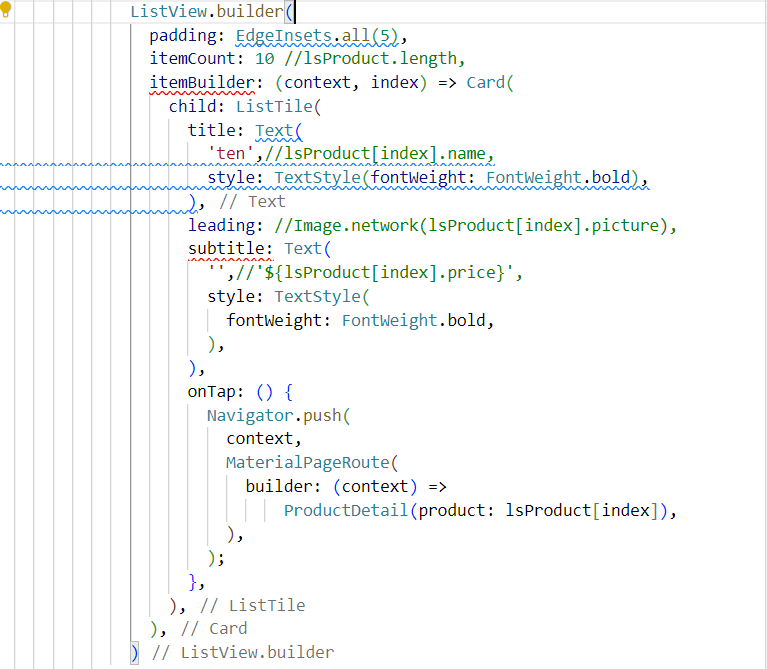 ListView.builder(
padding: EdgeInsets.all(5),
itemCount: 10 //lsProduct.length,
itemBuilder: (context, index) => Card(
child: ListTile(
title: Text(
'ten',//lsProduct[index].name,
style: TextStyle(fontWeight: FontWeight.bold),
), // Text
leading: //Image.network(lsProduct[index].picture),
subtitle: Text(
'',//'${lsProduct[index].price}',
style: TextStyle(
fontWeight: FontWeight.bold,
),
),
onTap: () {
Navigator.push(
context,
MaterialPageRoute(
builder: (context) =>
ProductDetail(product: lsProduct[index]),
),
);
},
), // ListTile
), // Card
) // ListView.builder